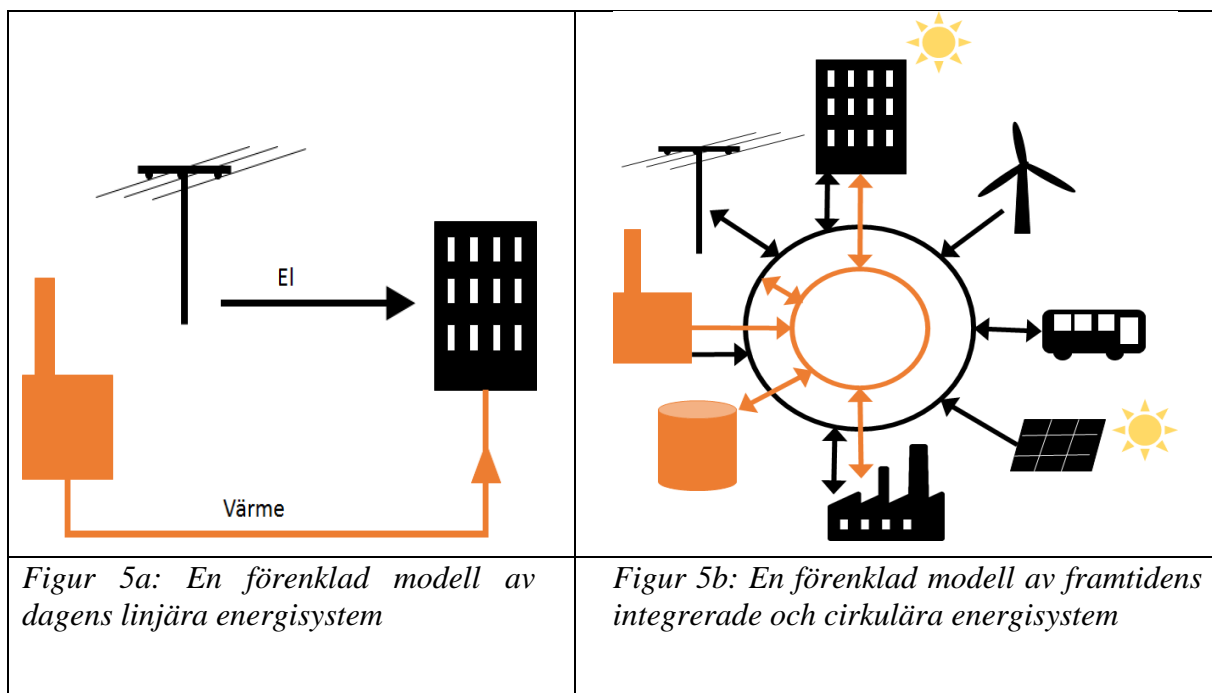 El
Värme
Figur 5a: En förenklad modell av
dagens linjära energisystem
Figur 5b: En förenklad modell av framtidens
integrerade och cirkulära energisystem